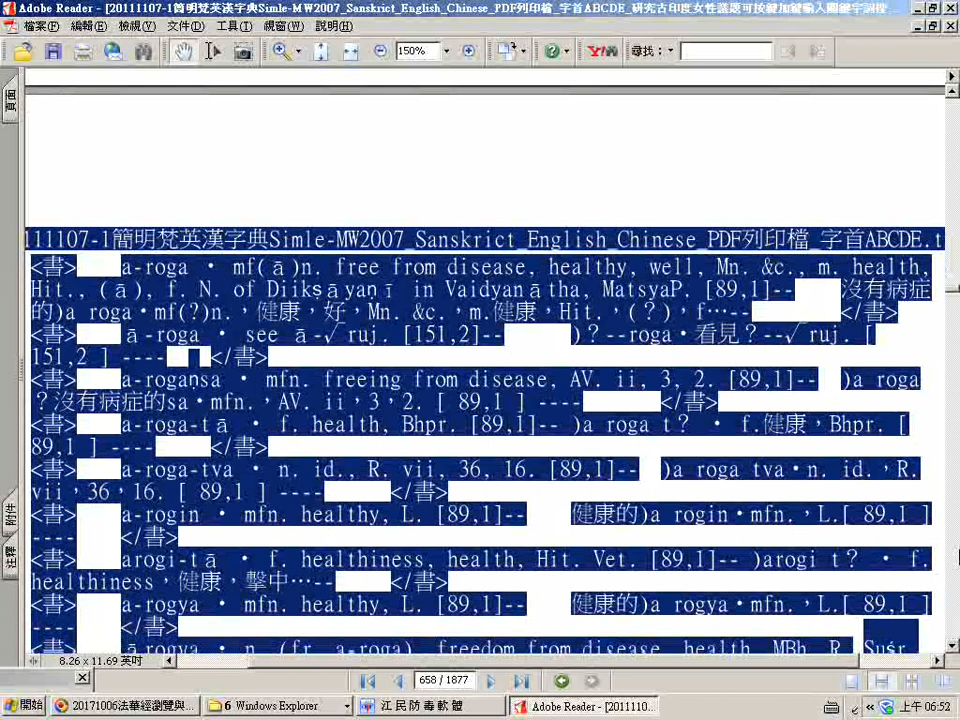 Adobe Reader - [20111107-1簡明梵英漢字典Simle-MW2007_Sanskrict_English_Chinese_PDF列印檔_字首ABCDE_研究古印度女性議題可按鍵加鍵輸入關鍵字詞搜
檔案(F) 編輯(E) 檢視(V) 文件(D) 工具(T) 視窗(W) 說明(H)
150% 尋找:
頁面
111107-1簡明梵英漢字典Simle-MW2007_Sanskrict_English_Chinese_PDF列印檔_字首ABCDE.t
<書> a-roga · mf(ā)n. free from disease, healthy, well, Mn. &c., m. health,
Hit., (ā), f. N. of Diikṣāyaṇī in Vaidyanātha, MatsyaP. [89,1]-- 沒有病症
的)a roga·mf(?)n.,健康,好,Mn. &c., m.健康,Hit.,(?),f…-- </書>
<書> ā-roga · see ā-√ ruj. [151,2]-- )?--roga·看見?--√ ruj. [
151,2 ] ---- </書>
<書> a-rogaṇsa · mfn. freeing from disease, AV. ii, 3, 2. [89,1]-- )a roga
?沒有病症的sa·mfn.,AV. ii,3,2. [ 89,1 ] ---- </書>
<書> a-roga-tā · f. health, Bhpr. [89,1]-- )a roga t? · f.健康,Bhpr. [
89,1 ] ---- </書>
<書> a-roga-tva · n. id., R. vii, 36, 16. [89,1]-- )a roga tva·n. id.,R.
vii,36,16. [ 89,1 ] ---- </書>
<書> a-rogin · mfn. healthy, L. [89,1]-- 健康的)a rogin·mfn.,L.[ 89,1 ]
---- </書>
<書> arogi-tā · f. healthiness, health, Hit. Vet. [89,1]-- )arogi t? · f.
healthiness,健康,擊中…-- </書>
<書> a-rogya · mfn. healthy, L. [89,1]-- 健康的)a rogya·mfn.,L.[ 89,1 ]
---- </書>
<書> ārogya · n. (fr. a-roga), freedom from disease, health, MBh. R. Suśr.
附件
注釋
8.26 x 11.69 英吋
658 / 1877
開始 20171006法華經瀏覽與... 6 Windows Explorer 江民防毒軟體 Adobe Reader - [2011110... 上午 06:52